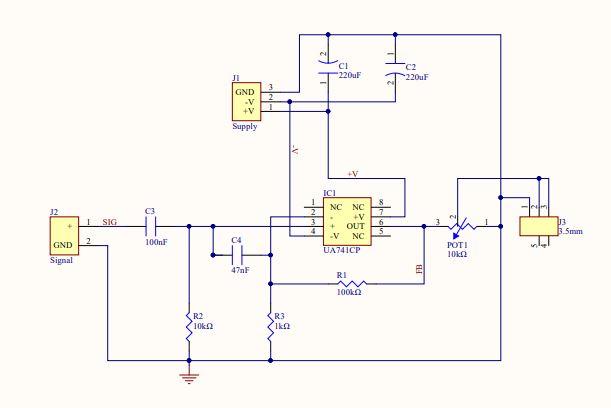 2
1
C1
220uF
1
2
C2
220uF
J1
GND 3
-V 2
+V 1
Supply
-V
+V
IC1
1 NC NC 8
2 - +V 7
3 + OUT 6
4 -V NC 5
UA741CP
J2
+ 1 SIG
GND 2
Signal
C3
100nF
C4
47nF
3 2 1
POT1
10kΩ
1 2 3
J3
3.5mm
5 4
FB
R1
100kΩ
R2
10kΩ
R3
1kΩ